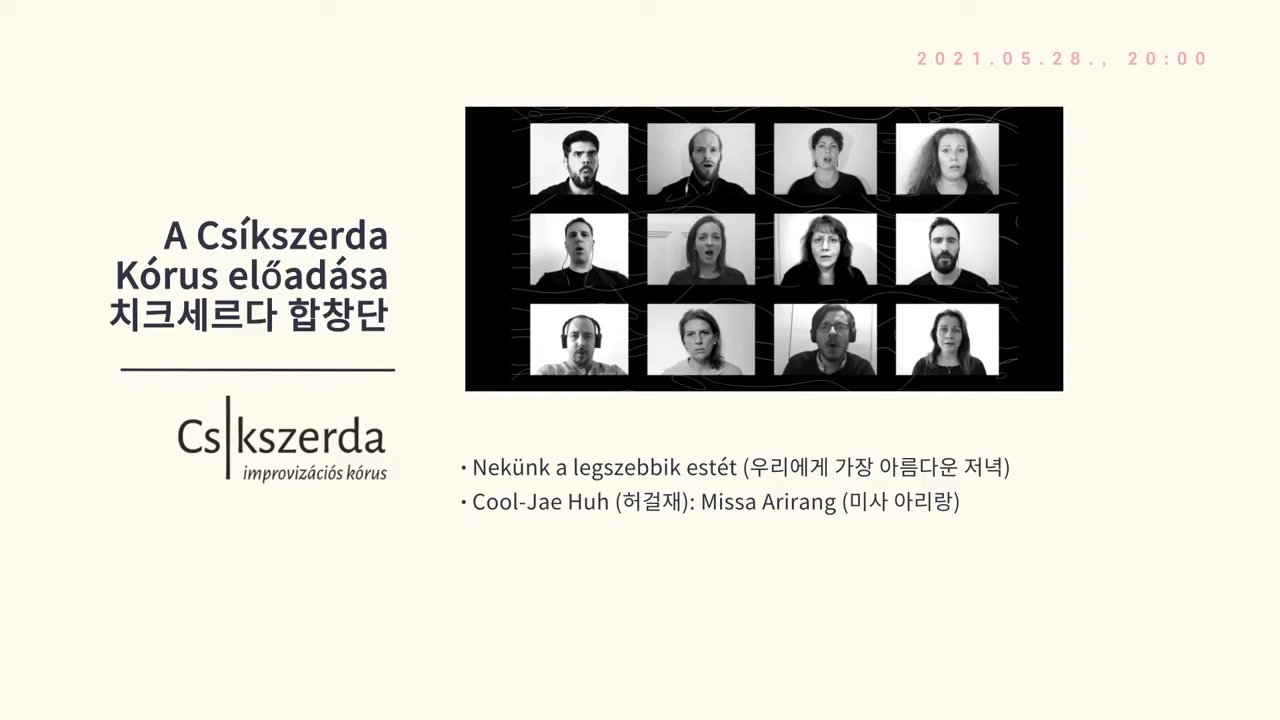 2021.05.28., 20:00
A Csíkszerda
Kórus előadása
치크세르다 합창단
Csíkszerda
improvizációs kórus
• Nekünk a legszebbik estét (우리에게 가장 아름다운 저녁)
• Cool-Jae Huh (허걸재): Missa Arirang (미사 아리랑)